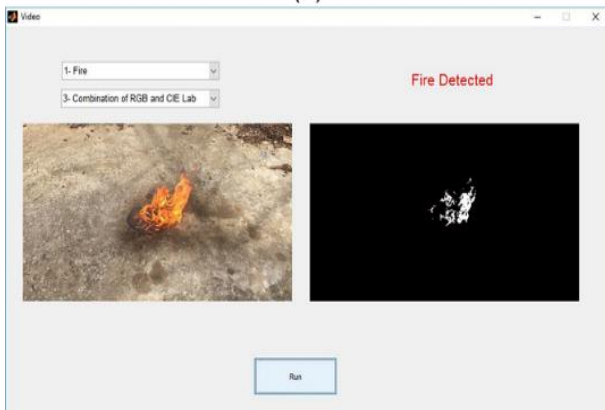 Video
1- Fire
3- Combination of RGB and CIE Lab
Fire Detected
Run